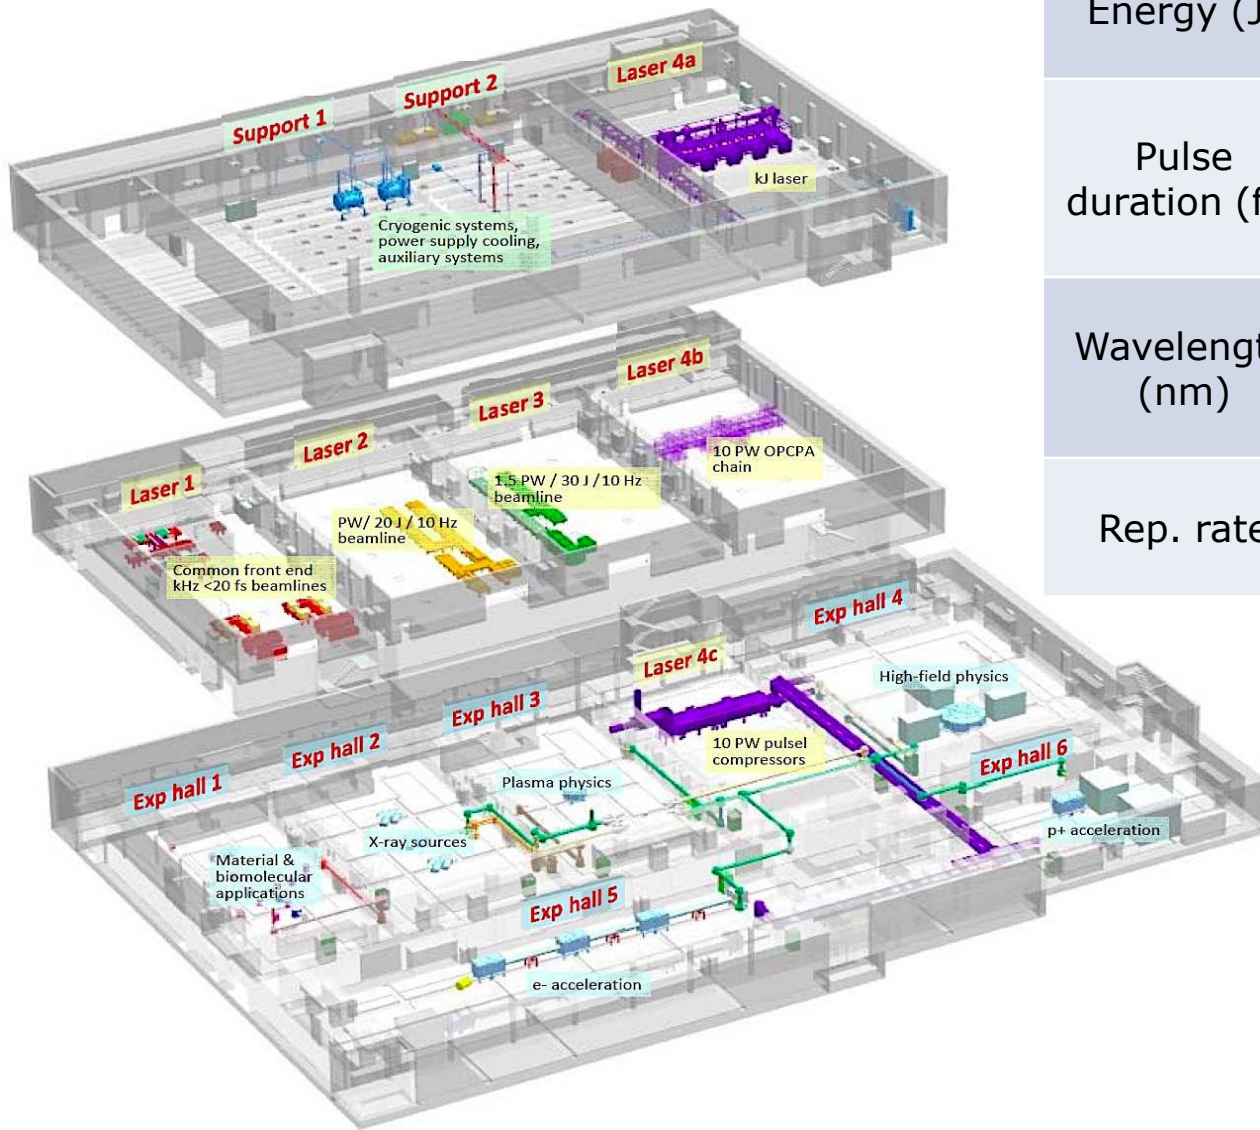 Support 1
Support 2
Laser 4a
kJ laser
Cryogenic systems,
power supply cooling,
auxiliary systems
Laser 1
Laser 2
Laser 3
Laser 4b
10 PW OPCPA
chain
1.5 PW / 30 J /10 Hz
beamline
PW/ 20 J / 10 Hz
beamline
Common front end
kHz <20 fs beamlines
Exp hall 1
Exp hall 2
Exp hall 3
Laser 4c
Exp hall 4
High-field physics
10 PW pulsel
compressors
Exp hall 6
Plasma physics
X-ray sources
p+ acceleration
Material &
biomolecular
applications
Exp hall 5
e- acceleration
Energy (J
Pulse
duration (f
Wavelengt
(nm)
Rep. rate